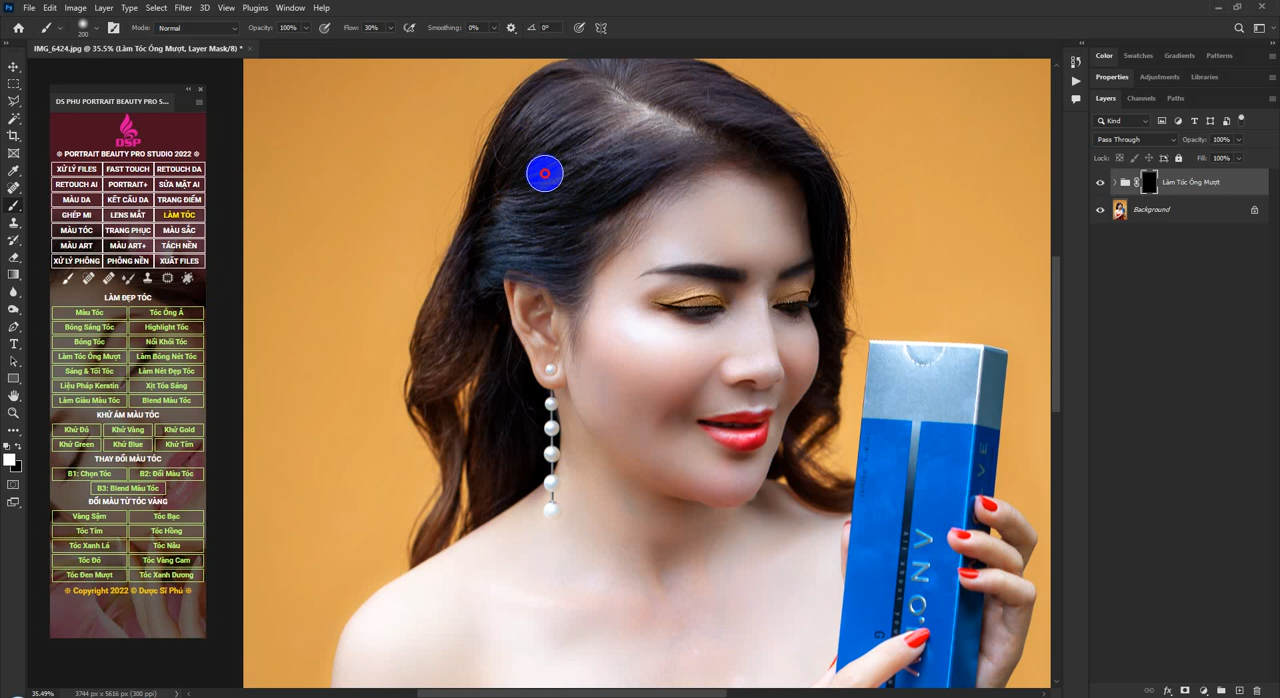 File Edit Image Layer Type Select Filter 3D View Plugins Window Help
200 Mode: Normal Opacity: 100% Flow: 30% Smoothing: 0% 0°
IMG_6424.jpg @ 35.5% (Làm Tóc Óng Mượt, Layer Mask/8) *
DS PHU PORTRAIT BEAUTY PRO S...
DSP
PORTRAIT BEAUTY PRO STUDIO 2022
XỬ LÝ FILES FAST TOUCH RETOUCH DA
RETOUCH AI PORTRAIT+ SỬA MẶT AI
MÀU DA KẾT CẤU DA TRANG ĐIỂM
GHÉP MI LENS MẮT LÀM TÓC
MÀU TÓC TRANG PHỤC MÀU SẮC
MÀU ART MÀU ART+ TÁCH NỀN
XỬ LÝ PHÔNG PHÔNG NỀN XUẤT FILES
LÀM ĐẸP TÓC
Màu Tóc Tóc Ông Á
Bóng Sáng Tóc Highlight Tóc
Bóng Tóc Nổi Khối Tóc
Làm Tóc Óng Mượt Làm Bóng Nét Tóc
Sáng & Tối Tóc Làm Nét Đẹp Tóc
Liệu Pháp Keratin Xịt Tỏa Sáng
Làm Giàu Màu Tóc Blend Màu Tóc
KHỬ ÁM MÀU TÓC
Khử Đỏ Khử Vàng Khử Gold
Khử Green Khử Blue Khử Tím
THAY ĐỔI MÀU TÓC
B1: Chọn Tóc B2: Đổi Màu Tóc
B3: Blend Màu Tóc
ĐỔI MÀU TỪ TÓC VÀNG
Vàng Sậm Tóc Bạc
Tóc Tím Tóc Hồng
Tóc Xanh Lá Tóc Nâu
Tóc Đỏ Tóc Vàng Cam
Tóc Đen Mượt Tóc Xanh Dương
Copyright 2022 © Dược Sĩ Phú
Color Swatches Gradients Patterns
Properties Adjustments Libraries
Layers Channels Paths
Kind
Pass Through Opacity: 100%
Lock: Fill: 100%
Làm Tóc Óng Mượt
Background
35.49% 3744 px x 5616 px (300 ppi)